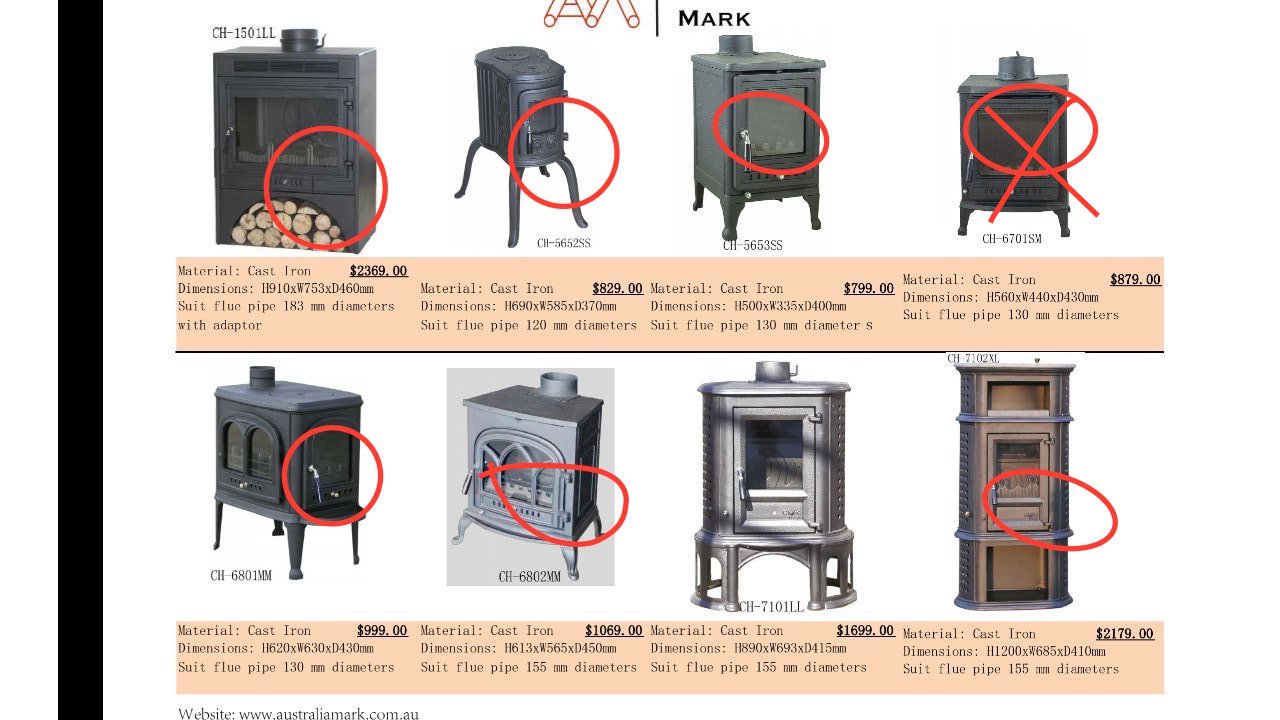 MARK
CH-1501LL
CH-5652SS
CH-5653SS
CH-6701SM
Material: Cast Iron $2369.00
Dimensions: H910xW753xD460mm
Suit flue pipe 183 mm diameters
with adaptor
Material: Cast Iron $829.00
Dimensions: H690xW585xD370mm
Suit flue pipe 120 mm diameters
Material: Cast Iron $799.00
Dimensions: H500xW335xD400mm
Suit flue pipe 130 mm diameter s
Material: Cast Iron $879.00
Dimensions: H560xW440xD430mm
Suit flue pipe 130 mm diameters
CH-7102XL
CH-6801MM
CH-6802MM
CH-7101LL
Material: Cast Iron $999.00
Dimensions: H620xW630xD430mm
Suit flue pipe 130 mm diameters
Material: Cast Iron $1069.00
Dimensions: H613xW565xD450mm
Suit flue pipe 155 mm diameters
Material: Cast Iron $1699.00
Dimensions: H890xW693xD415mm
Suit flue pipe 155 mm diameters
Material: Cast Iron $2179.00
Dimensions: H1200xW685xD410mm
Suit flue pipe 155 mm diameters
Website: www.australiamark.com.au